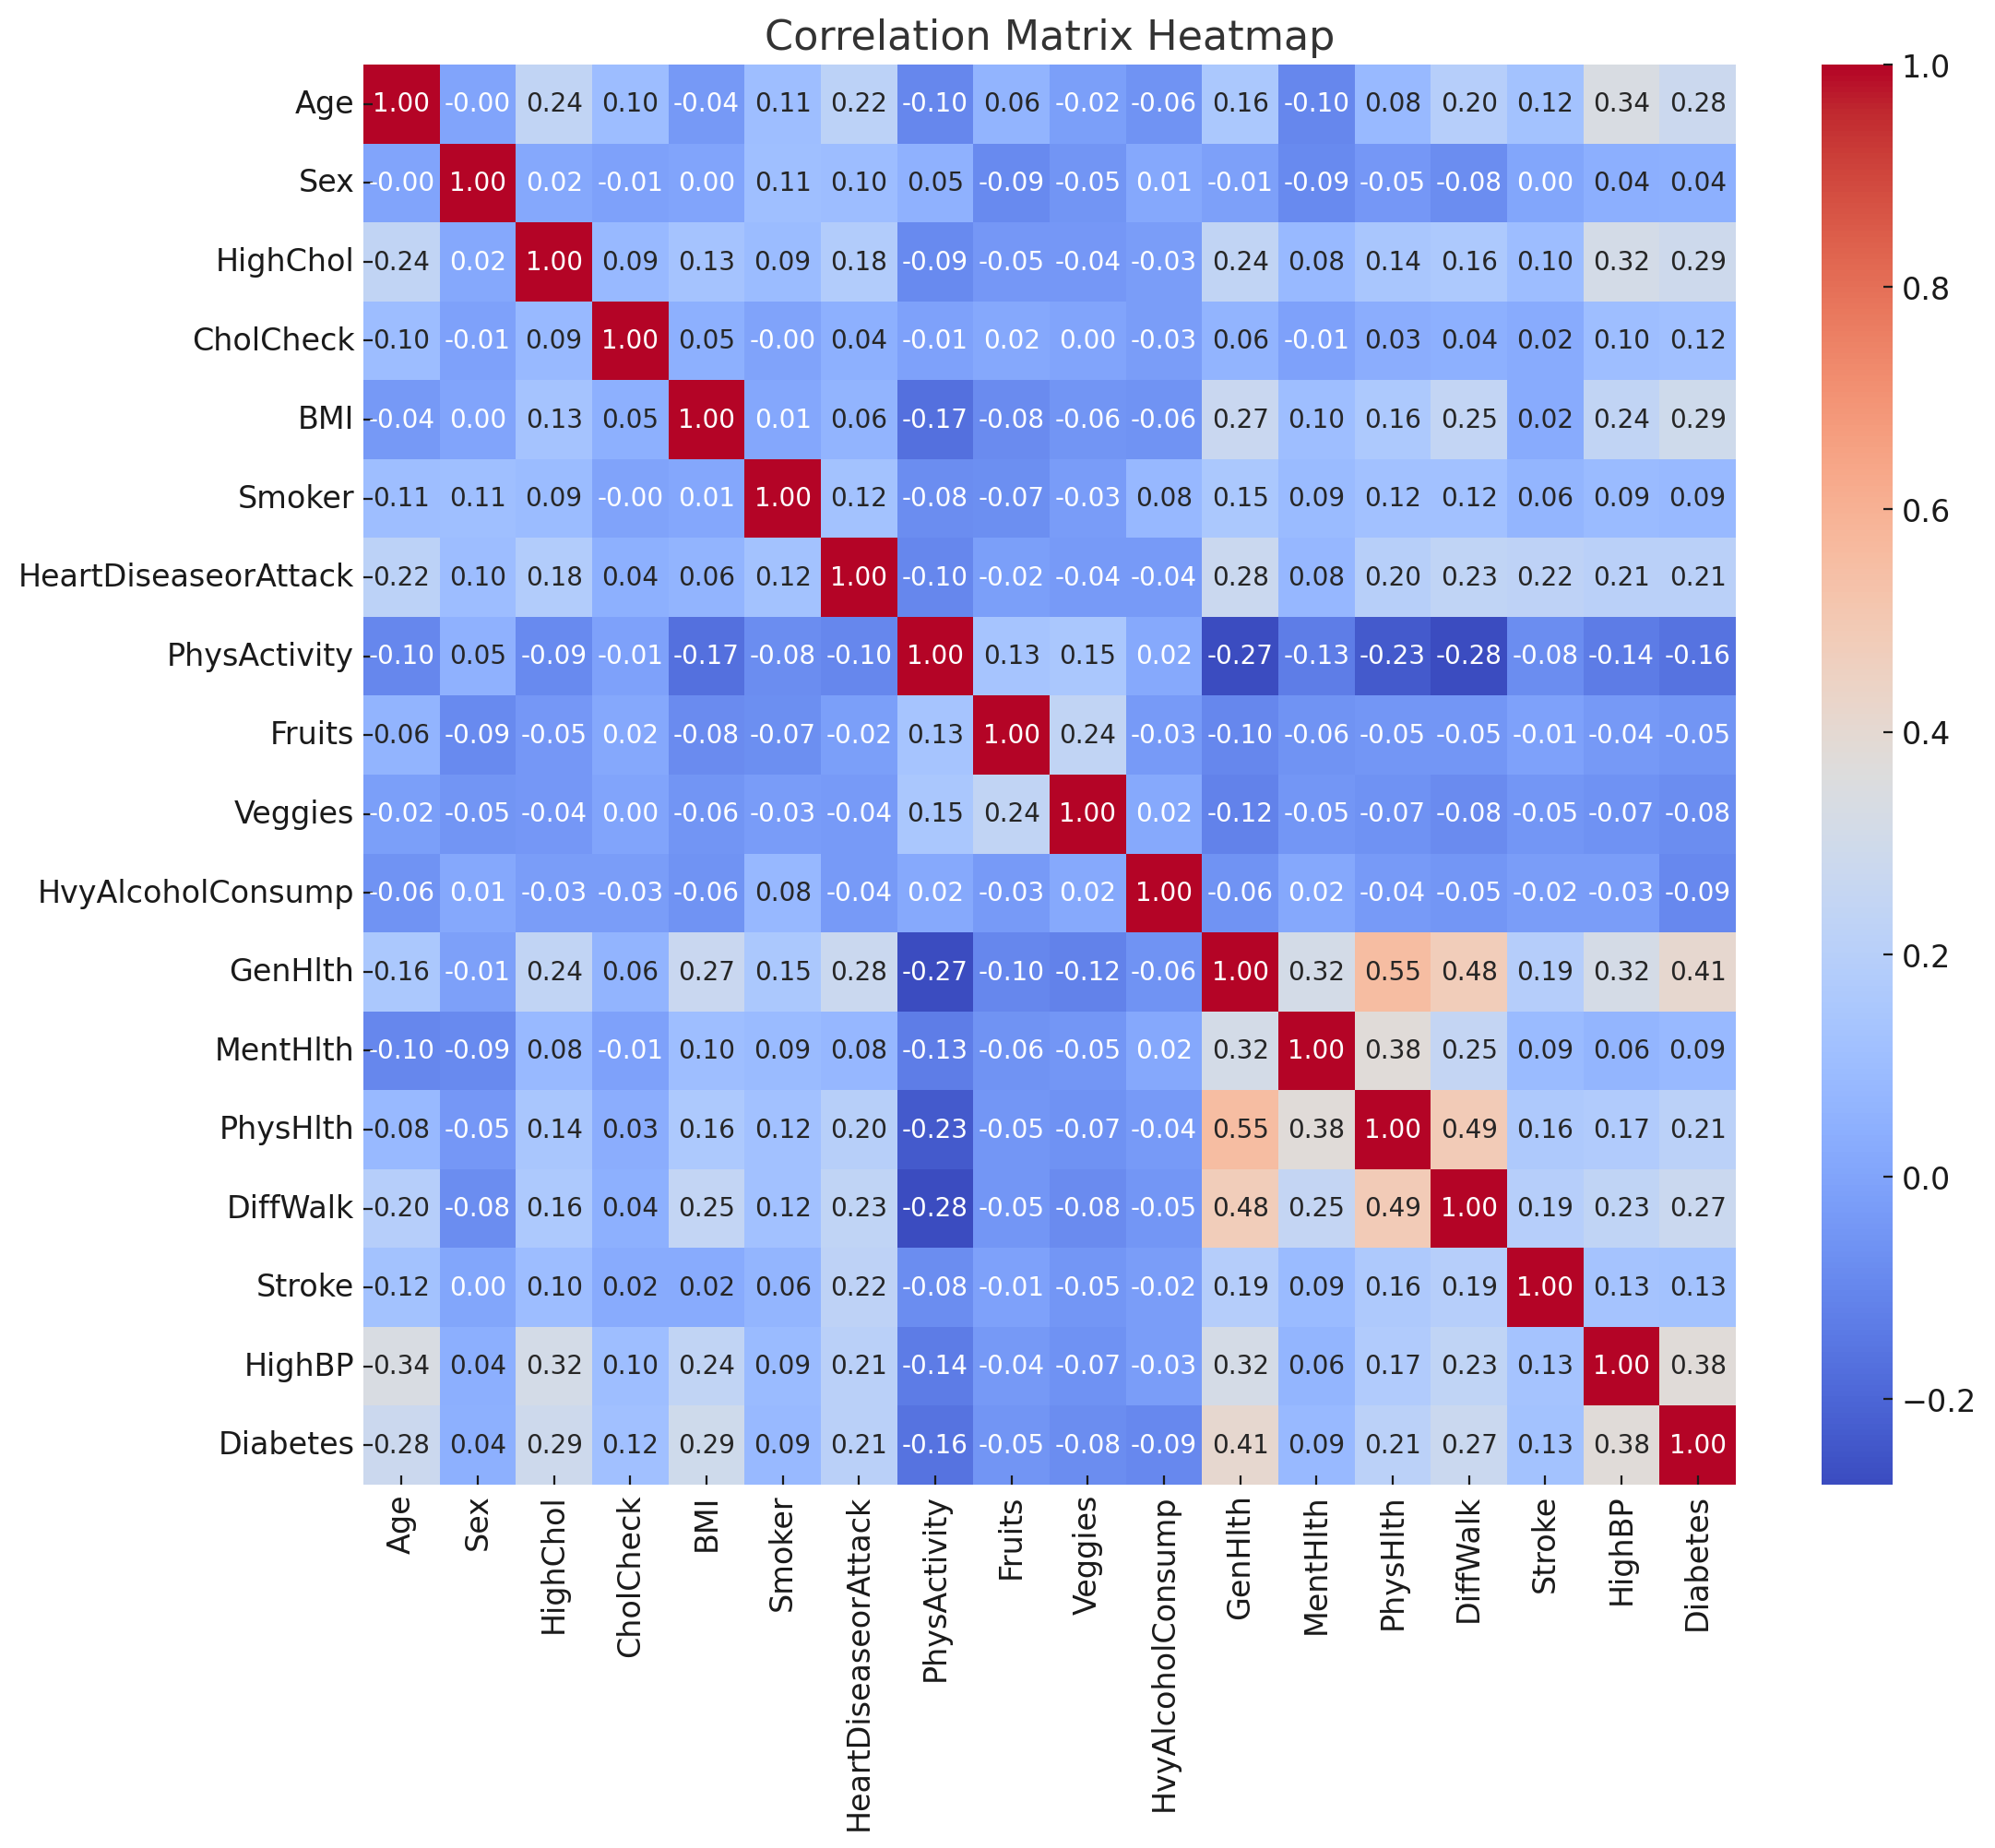 Correlation Matrix Heatmap
Age 1.00 -0.00 0.24 0.10 -0.04 0.11 0.22 -0.10 0.06 -0.02 -0.06 0.16 -0.10 0.08 0.20 0.12 0.34 0.28
Sex -0.00 1.00 0.02 -0.01 0.00 0.11 0.10 0.05 -0.09 -0.05 0.01 -0.01 -0.09 -0.05 -0.08 0.00 0.04 0.04
HighChol 0.24 0.02 1.00 0.09 0.13 0.09 0.18 -0.09 -0.05 -0.04 -0.03 0.24 0.08 0.14 0.16 0.10 0.32 0.29
CholCheck 0.10 -0.01 0.09 1.00 0.05 -0.00 0.04 -0.01 0.02 0.00 -0.03 0.06 -0.01 0.03 0.04 0.02 0.10 0.12
BMI -0.04 0.00 0.13 0.05 1.00 0.01 0.06 -0.17 -0.08 -0.06 -0.06 0.27 0.10 0.16 0.25 0.02 0.24 0.29
Smoker 0.11 0.11 0.09 -0.00 0.01 1.00 0.12 -0.08 -0.07 -0.03 0.08 0.15 0.09 0.12 0.12 0.06 0.09 0.09
HeartDiseaseorAttack 0.22 0.10 0.18 0.04 0.06 0.12 1.00 -0.10 -0.02 -0.04 -0.04 0.28 0.08 0.20 0.23 0.22 0.21 0.21
PhysActivity -0.10 0.05 -0.09 -0.01 -0.17 -0.08 -0.10 1.00 0.13 0.15 0.02 -0.27 -0.13 -0.23 -0.28 -0.08 -0.14 -0.16
Fruits 0.06 -0.09 -0.05 0.02 -0.08 -0.07 -0.02 0.13 1.00 0.24 -0.03 -0.10 -0.06 -0.05 -0.05 -0.01 -0.04 -0.05
Veggies -0.02 -0.05 -0.04 0.00 -0.06 -0.03 -0.04 0.15 0.24 1.00 0.02 -0.12 -0.05 -0.07 -0.08 -0.05 -0.07 -0.08
HvyAlcoholConsump -0.06 0.01 -0.03 -0.03 -0.06 0.08 -0.04 0.02 -0.03 0.02 1.00 -0.06 0.02 -0.04 -0.05 -0.02 -0.03 -0.09
GenHlth 0.16 -0.01 0.24 0.06 0.27 0.15 0.28 -0.27 -0.10 -0.12 -0.06 1.00 0.32 0.55 0.48 0.19 0.32 0.41
MentHlth -0.10 -0.09 0.08 -0.01 0.10 0.09 0.08 -0.13 -0.06 -0.05 0.02 0.32 1.00 0.38 0.25 0.09 0.06 0.09
PhysHlth 0.08 -0.05 0.14 0.03 0.16 0.12 0.20 -0.23 -0.05 -0.07 -0.04 0.55 0.38 1.00 0.49 0.16 0.17 0.21
DiffWalk 0.20 -0.08 0.16 0.04 0.25 0.12 0.23 -0.28 -0.05 -0.08 -0.05 0.48 0.25 0.49 1.00 0.19 0.23 0.27
Stroke 0.12 0.00 0.10 0.02 0.02 0.06 0.22 -0.08 -0.01 -0.05 -0.02 0.19 0.09 0.16 0.19 1.00 0.13 0.13
HighBP 0.34 0.04 0.32 0.10 0.24 0.09 0.21 -0.14 -0.04 -0.07 -0.03 0.32 0.06 0.17 0.23 0.13 1.00 0.38
Diabetes 0.28 0.04 0.29 0.12 0.29 0.09 0.21 -0.16 -0.05 -0.08 -0.09 0.41 0.09 0.21 0.27 0.13 0.38 1.00
Age
Sex
HighChol
CholCheck
BMI
Smoker
HeartDiseaseorAttack
PhysActivity
Fruits
Veggies
HvyAlcoholConsump
GenHlth
MentHlth
PhysHlth
DiffWalk
Stroke
HighBP
Diabetes
1.0
0.8
0.6
0.4
0.2
0.0
−0.2